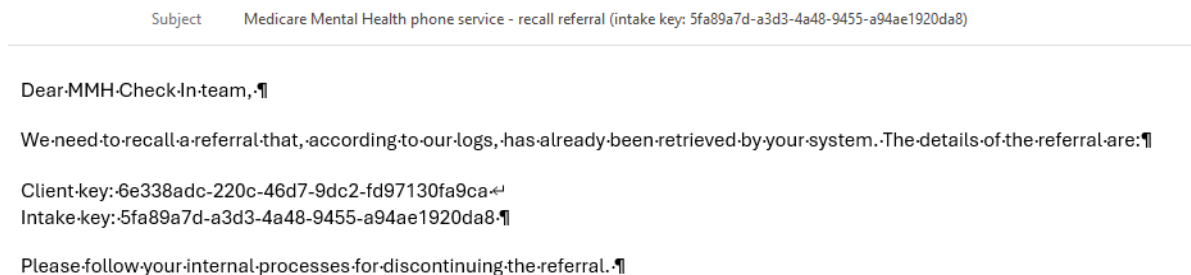 Subject Medicare Mental Health phone service - recall referral (intake key: 5fa89a7d-a3d3-4a48-9455-a94ae1920da8)
Dear·MMH·Check-In·team,·¶
We·need·to·recall·a·referral·that,·according·to·our·logs,·has·already·been·retrieved·by·your·system.·The·details·of·the·referral·are:¶
Client·key:·6e338adc-220c-46d7-9dc2-fd97130fa9ca·↵
Intake·key:·5fa89a7d-a3d3-4a48-9455-a94ae1920da8·¶
Please·follow·your·internal·processes·for·discontinuing·the·referral.·¶